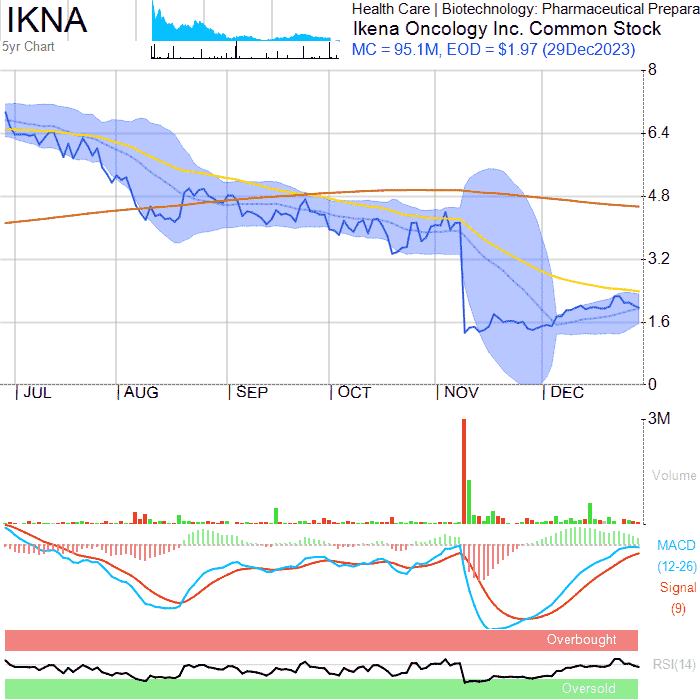 IKNA
5yr Chart
Health Care | Biotechnology: Pharmaceutical Prepara
Ikena Oncology Inc. Common Stock
MC = 95.1M, EOD = $1.97 (29Dec2023)
8
6.4
4.8
3.2
1.6
0
JUL AUG SEP OCT NOV DEC
3M
Volume
MACD
(12-26)
Signal
(9)
Overbought
RSI(14)
Oversold